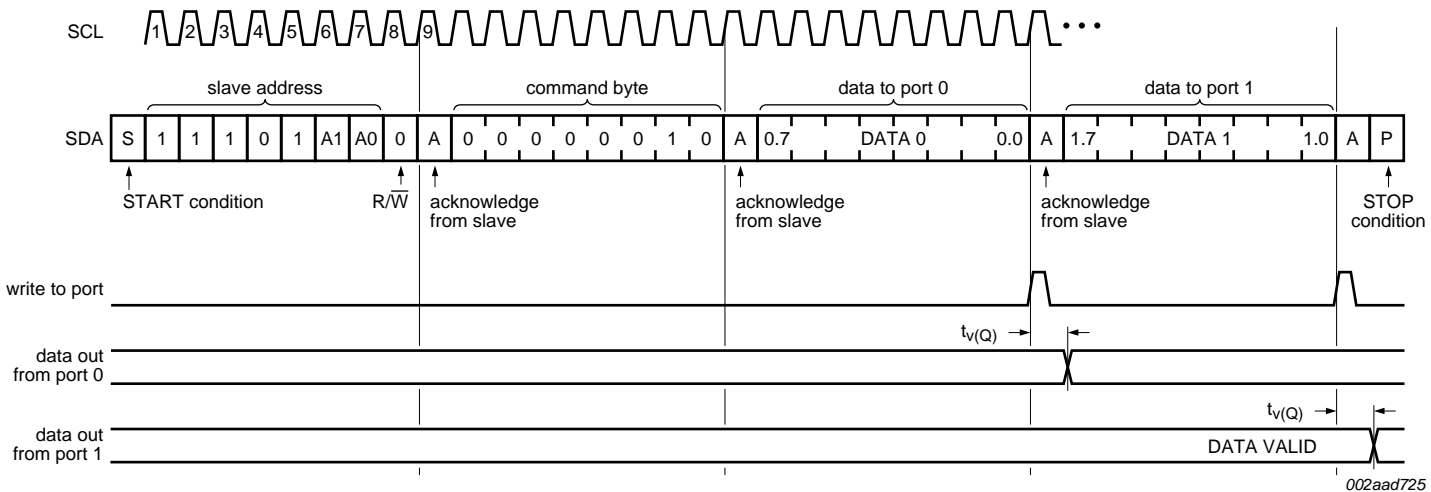 SCL 1 2 3 4 5 6 7 8 9
slave address command byte data to port 0 data to port 1
SDA S 1 1 1 0 1 A1 A0 0 A 0 0 0 0 0 0 1 0 A 0.7 DATA 0 0.0 A 1.7 DATA 1 1.0 A P
START condition R/W̅ acknowledge acknowledge acknowledge STOP
from slave from slave from slave condition
write to port
tv(Q)
data out
from port 0
tv(Q)
data out
from port 1 DATA VALID
002aad725